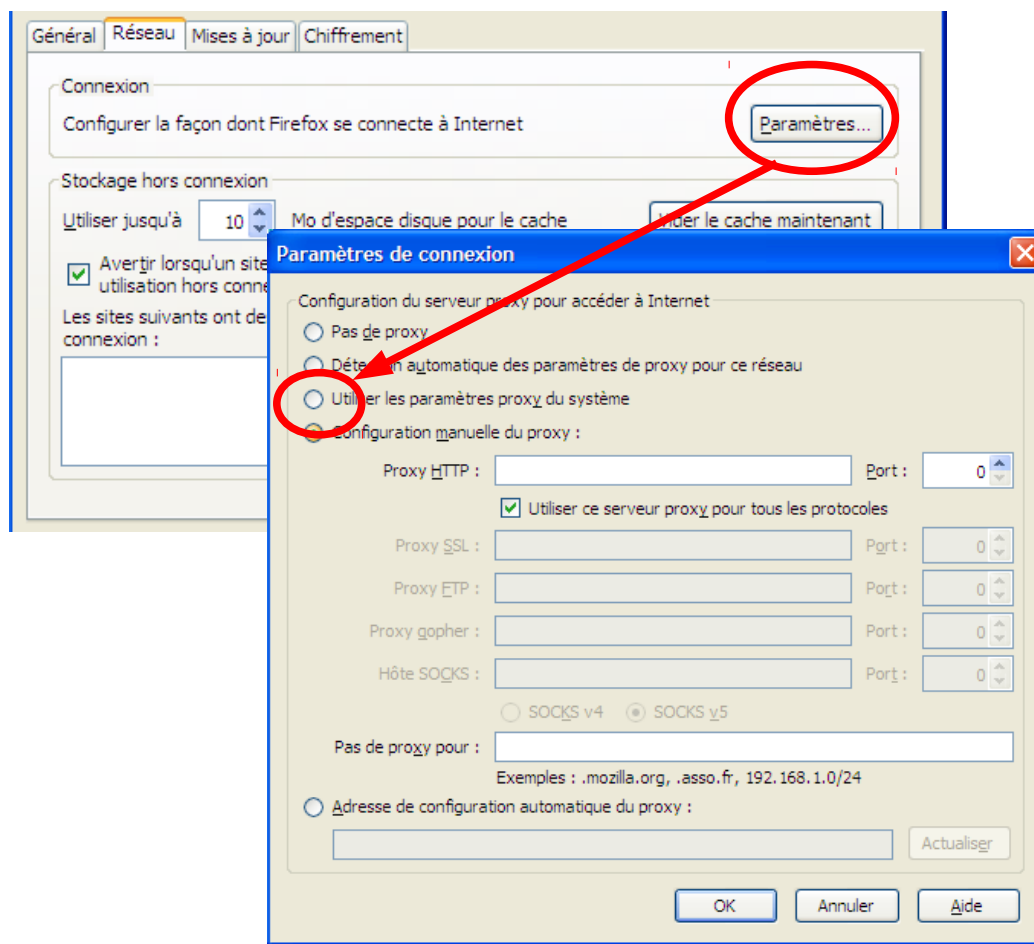 Général Réseau Mises à jour Chiffrement
Connexion
Configurer la façon dont Firefox se connecte à Internet Paramètres...
Stockage hors connexion
Utiliser jusqu'à 10 Mo d'espace disque pour le cache Vider le cache maintenant
Avertir lorsqu'un site
utilisation hors conne
Les sites suivants ont de
connexion :
Paramètres de connexion
Configuration du serveur proxy pour accéder à Internet
Pas de proxy
Détection automatique des paramètres de proxy pour ce réseau
Utiliser les paramètres proxy du système
Configuration manuelle du proxy :
Proxy HTTP : Port : 0
Utiliser ce serveur proxy pour tous les protocoles
Proxy SSL : Port : 0
Proxy FTP : Port : 0
Proxy gopher : Port : 0
Hôte SOCKS : Port : 0
SOCKS v4 SOCKS v5
Pas de proxy pour :
Exemples : .mozilla.org, .asso.fr, 192.168.1.0/24
Adresse de configuration automatique du proxy :
Actualiser
OK Annuler Aide